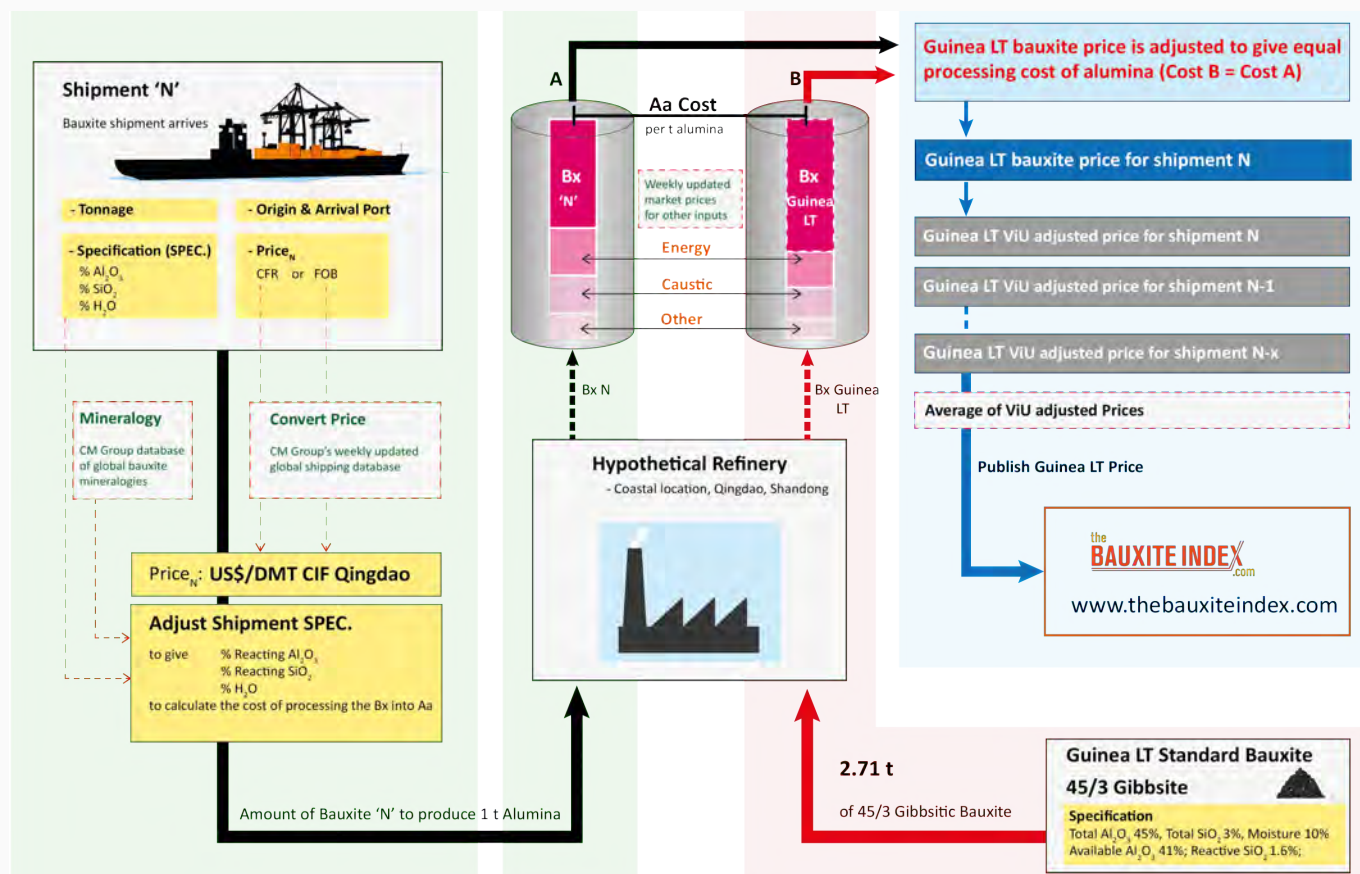 Shipment ‘N’
Bauxite shipment arrives
- Tonnage
- Origin & Arrival Port
- Specification (SPEC.)
% Al₂O₃
% SiO₂
% H₂O
- Price_N
CFR or FOB
Mineralogy
CM Group database
of global bauxite
mineralogies
Convert Price
CM Group's weekly updated
global shipping database
Price_N: US$/DMT CIF Qingdao
Adjust Shipment SPEC.
to give % Reacting Al₂O₃
% Reacting SiO₂
% H₂O
to calculate the cost of processing the Bx into Aa
Amount of Bauxite ‘N’ to produce 1 t Alumina
A
B
Aa Cost
per t alumina
Bx
‘N’
Weekly updated
market prices
for other inputs
Bx
Guinea
LT
Energy
Caustic
Other
Bx N
Bx Guinea
LT
Hypothetical Refinery
- Coastal location, Qingdao, Shandong
2.71 t
of 45/3 Gibbsitic Bauxite
Guinea LT bauxite price is adjusted to give equal
processing cost of alumina (Cost B = Cost A)
Guinea LT bauxite price for shipment N
Guinea LT ViU adjusted price for shipment N
Guinea LT ViU adjusted price for shipment N-1
Guinea LT ViU adjusted price for shipment N-x
Average of ViU adjusted Prices
Publish Guinea LT Price
the
BAUXITE INDEX
.com
www.thebauxiteindex.com
Guinea LT Standard Bauxite
45/3 Gibbsite
Specification
Total Al₂O₃ 45%, Total SiO₂ 3%, Moisture 10%
Available Al₂O₃ 41%; Reactive SiO₂ 1.6%;